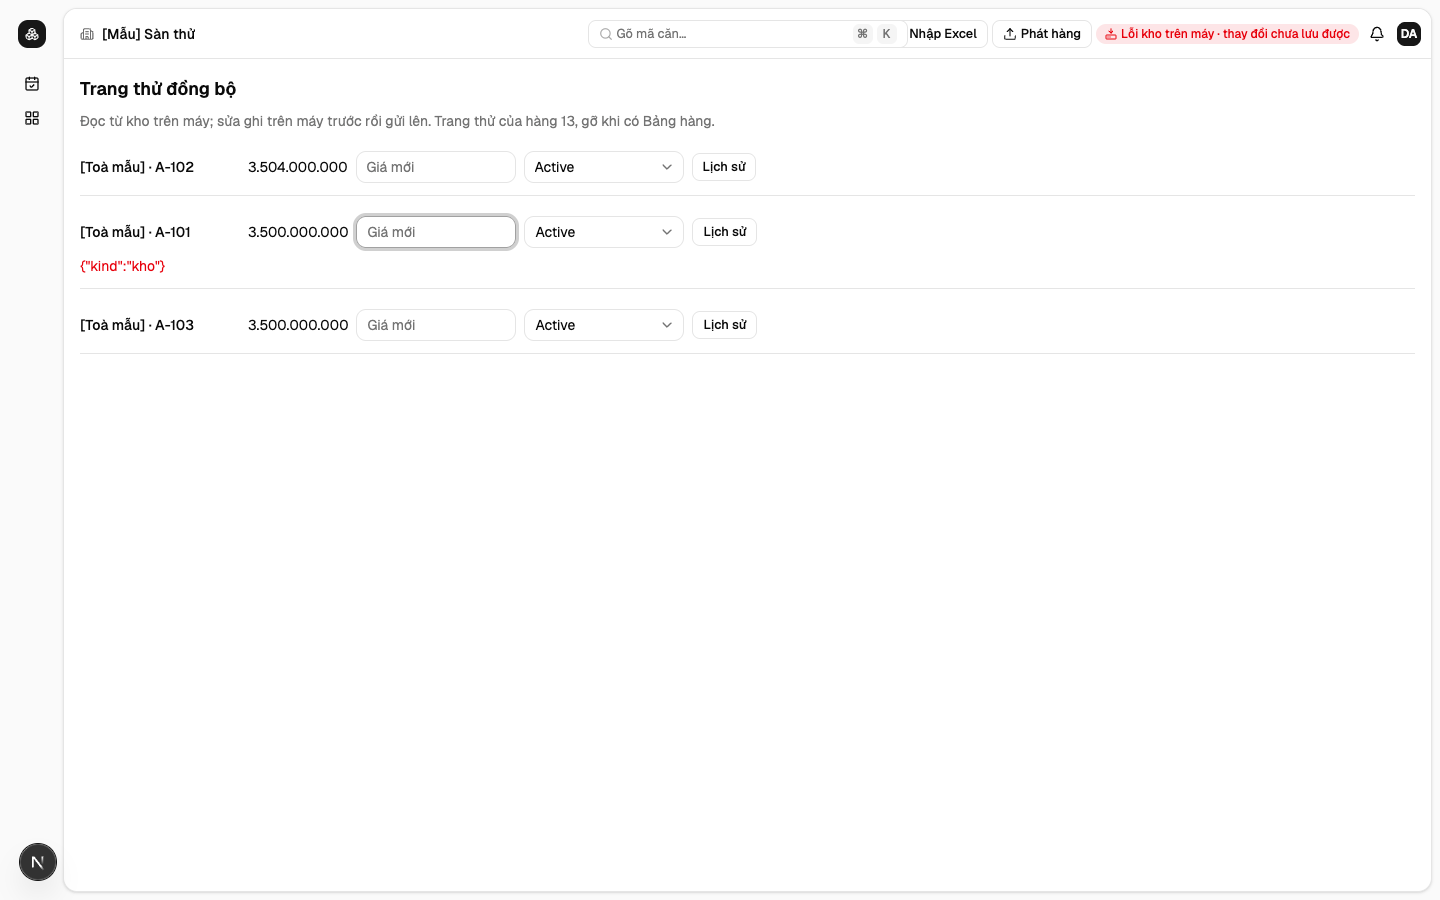 [Mẫu] Sàn thử
Gõ mã căn... ⌘ K
Nhập Excel
Phát hàng
Lỗi kho trên máy · thay đổi chưa lưu được
DA
Trang thử đồng bộ
Đọc từ kho trên máy; sửa ghi trên máy trước rồi gửi lên. Trang thử của hàng 13, gỡ khi có Bảng hàng.
[Toà mẫu] · A-102 3.504.000.000 Giá mới Active Lịch sử
[Toà mẫu] · A-101 3.500.000.000 Giá mới Active Lịch sử
{"kind":"kho"}
[Toà mẫu] · A-103 3.500.000.000 Giá mới Active Lịch sử
N